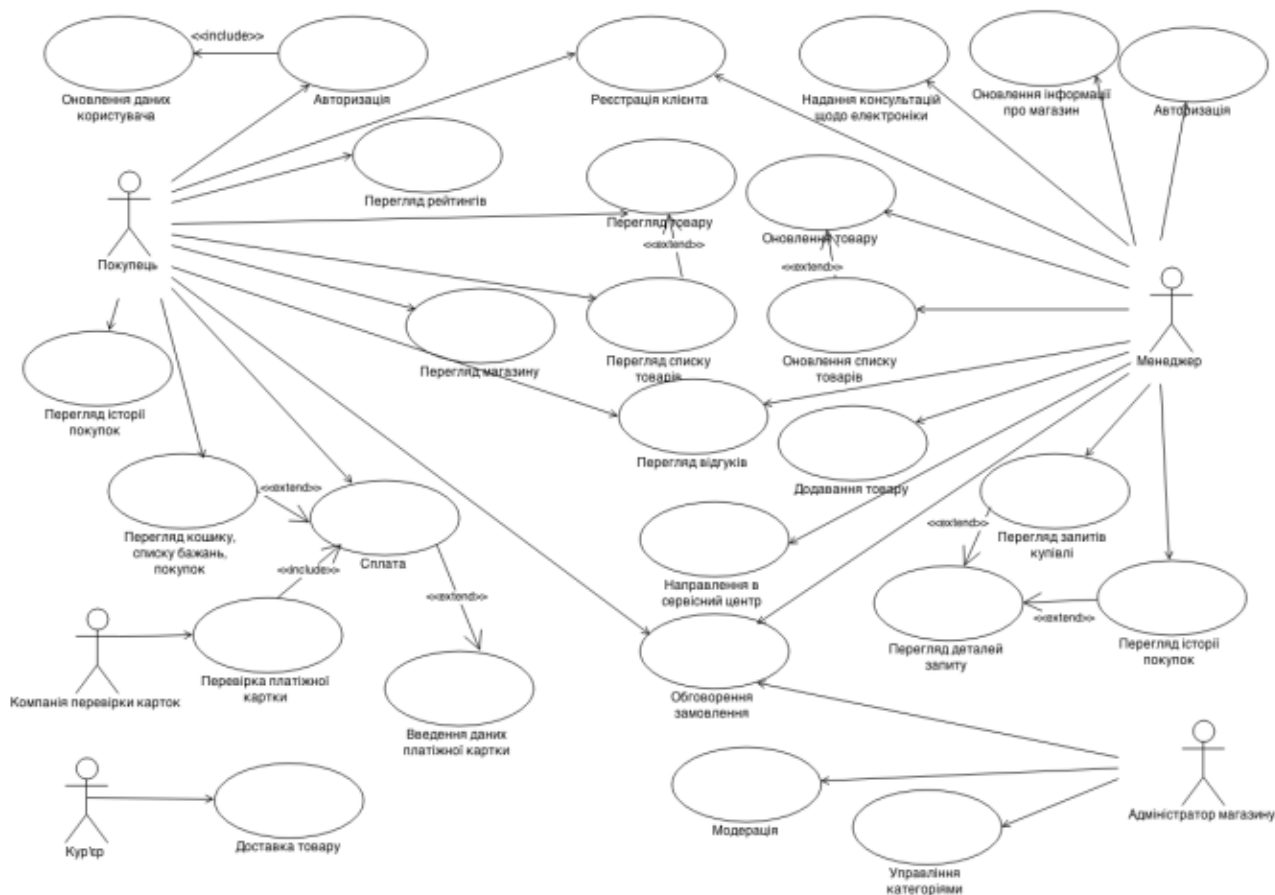 <<include>>
Оновлення даних
користувача
Авторизація
Реєстрація клієнта
Надання консультацій
щодо електроніки
Оновлення інформації
про магазин
Авторизація
Перегляд рейтингів
Перегляд товару
<<extend>>
Оновлення товару
<<extend>>
Покупець
Перегляд магазину
Перегляд списку
товарів
Оновлення списку
товарів
Менеджер
Перегляд історії
покупок
Перегляд відгуків
Додавання товару
<<extend>>
Перегляд кошику,
списку бажань,
покупок
Сплата
<<include>>
<<extend>>
<<extend>>
Перегляд запитів
купівлі
Направлення в
сервісний центр
<<extend>>
Перегляд деталей
запиту
Перегляд історії
покупок
Компанія перевірки карток
Перевірка платіжної
картки
Введення даних
платіжної картки
Обговорення
замовлення
Адміністратор магазину
Модерація
Кур'єр
Доставка товару
Управління
категоріями